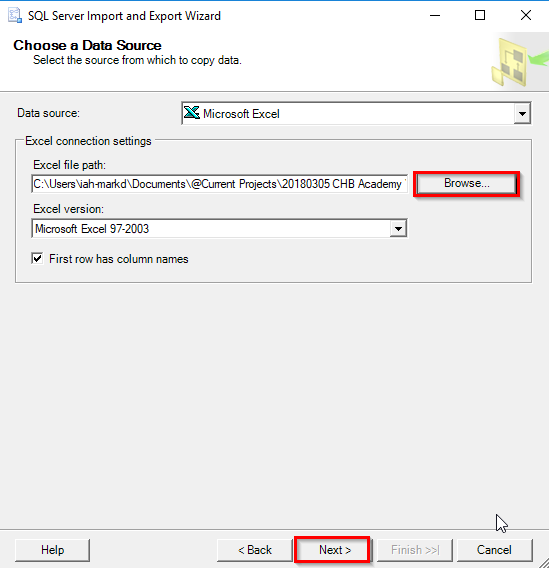 SQL Server Import and Export Wizard
Choose a Data Source
Select the source from which to copy data.
Data source:
Microsoft Excel
Excel connection settings
Excel file path:
C:\Users\iah-markd\Documents\@Current Projects\20180305 CHB Academy
Browse...
Excel version:
Microsoft Excel 97-2003
First row has column names
Help
< Back
Next >
Finish >>|
Cancel